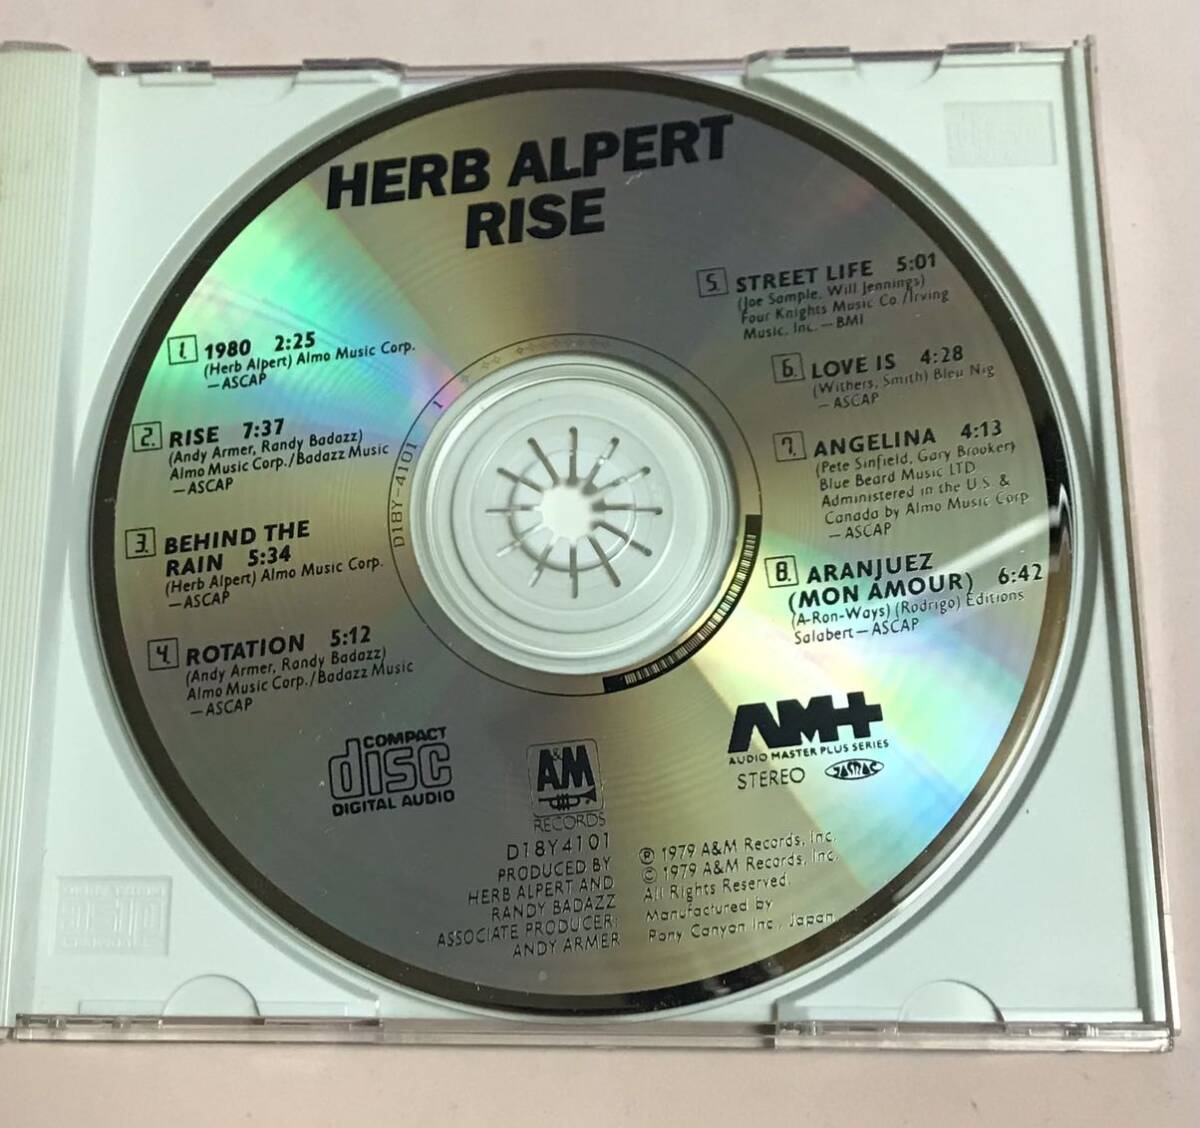 HERB ALPERT
RISE
1. 1980 2:25
(Herb Alpert) Almo Music Corp.
—ASCAP
2. RISE 7:37
(Andy Armer, Randy Badazz)
Almo Music Corp./Badazz Music
—ASCAP
3. BEHIND THE
RAIN 5:34
(Herb Alpert) Almo Music Corp.
—ASCAP
4. ROTATION 5:12
(Andy Armer, Randy Badazz)
Almo Music Corp./Badazz Music
—ASCAP
5. STREET LIFE 5:01
(Joe Sample, Will Jennings)
Four Knights Music Co./Irving
Music, Inc.—BMI
6. LOVE IS 4:28
(Withers, Smith) Bleu Nig
—ASCAP
7. ANGELINA 4:13
(Pete Sinfield, Gary Brooker)
Blue Beard Music LTD
Administered in the U.S. &
Canada by Almo Music Corp
—ASCAP
8. ARANJUEZ
(MON AMOUR) 6:42
(A-Ron-Ways) (Rodrigo) Editions
Salabert—ASCAP
D18Y-4101 1
COMPACT
disc
DIGITAL AUDIO
A&M
RECORDS
AM+
AUDIO MASTER PLUS SERIES
STEREO JASRAC
D18Y4101
PRODUCED BY
HERB ALPERT AND
RANDY BADAZZ
ASSOCIATE PRODUCER:
ANDY ARMER
℗ 1979 A&M Records, Inc.
© 1979 A&M Records, Inc.
All Rights Reserved.
Manufactured by
Pony Canyon Inc., Japan.